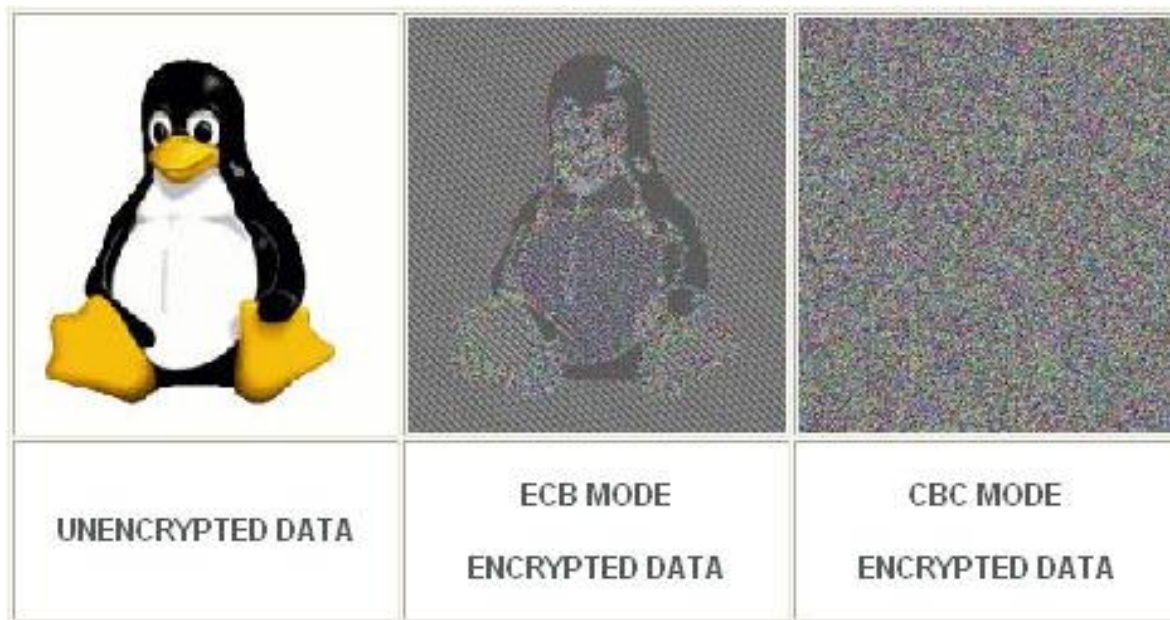 UNENCRYPTED DATA
ECB MODE
ENCRYPTED DATA
CBC MODE
ENCRYPTED DATA